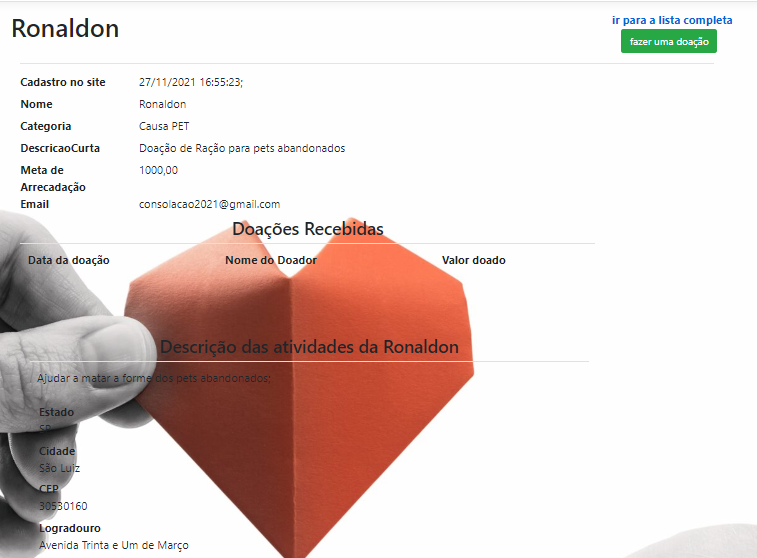 Ronaldon
ir para a lista completa
fazer uma doação
Cadastro no site 27/11/2021 16:55:23;
Nome Ronaldon
Categoria Causa PET
DescricaoCurta Doação de Ração para pets abandonados
Meta de 1000,00
Arrecadação
Email consolacao2021@gmail.com
Doações Recebidas
Data da doação Nome do Doador Valor doado
Descrição das atividades da Ronaldon
Ajudar a matar a forme dos pets abandonados;
Estado
SP
Cidade
São Luiz
CEP
30530160
Logradouro
Avenida Trinta e Um de Março